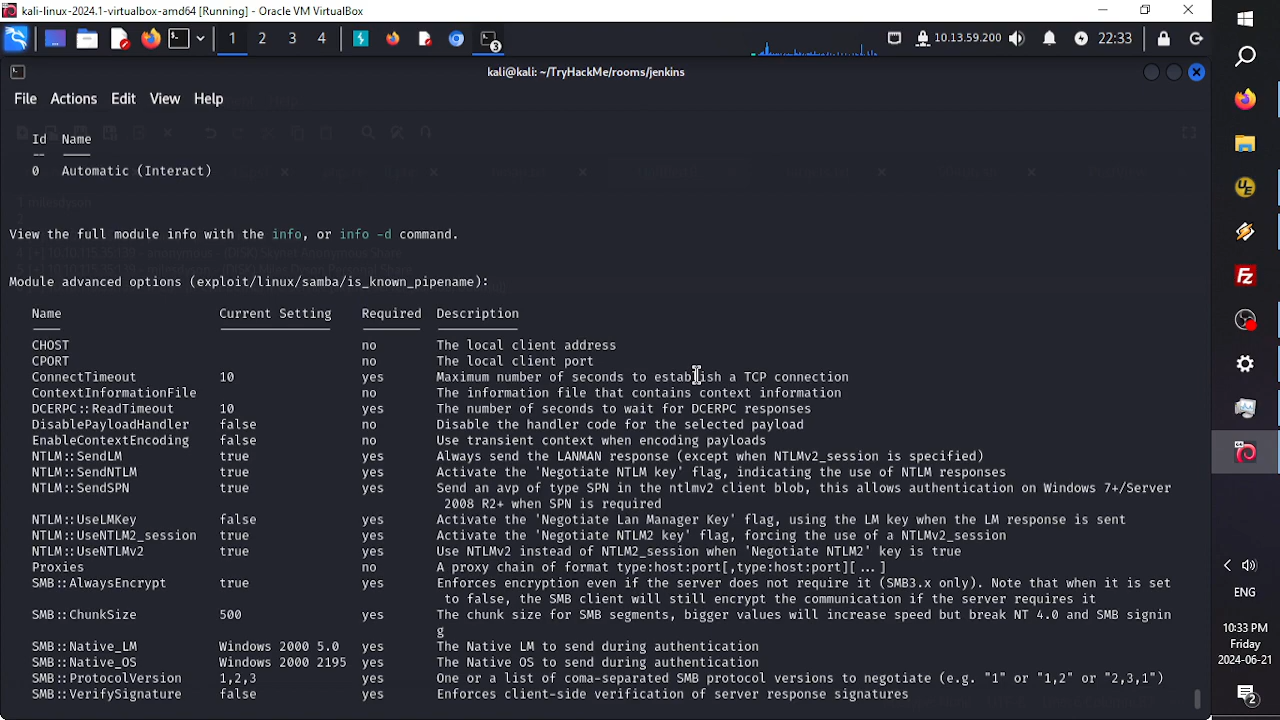 kali-linux-2024.1-virtualbox-amd64 [Running] - Oracle VM VirtualBox
1 2 3 4
3
10.13.59.200
22:33
kali@kali: ~/TryHackMe/rooms/jenkins
File Actions Edit View Help
Id Name
-- ----
0 Automatic (Interact)
View the full module info with the info, or info -d command.
Module advanced options (exploit/linux/samba/is_known_pipename):
Name Current Setting Required Description
CHOST no The local client address
CPORT no The local client port
ConnectTimeout 10 yes Maximum number of seconds to establish a TCP connection
ContextInformationFile no The information file that contains context information
DCERPC::ReadTimeout 10 yes The number of seconds to wait for DCERPC responses
DisablePayloadHandler false no Disable the handler code for the selected payload
EnableContextEncoding false no Use transient context when encoding payloads
NTLM::SendLM true yes Always send the LANMAN response (except when NTLMv2_session is specified)
NTLM::SendNTLM true yes Activate the 'Negotiate NTLM key' flag, indicating the use of NTLM responses
NTLM::SendSPN true yes Send an avp of type SPN in the ntlmv2 client blob, this allows authentication on Windows 7+/Server
2008 R2+ when SPN is required
NTLM::UseLMKey false yes Activate the 'Negotiate Lan Manager Key' flag, using the LM key when the LM response is sent
NTLM::UseNTLM2_session true yes Activate the 'Negotiate NTLM2 key' flag, forcing the use of a NTLMv2_session
NTLM::UseNTLMv2 true yes Use NTLMv2 instead of NTLM2_session when 'Negotiate NTLM2' key is true
Proxies no A proxy chain of format type:host:port[,type:host:port][...]
SMB::AlwaysEncrypt true yes Enforces encryption even if the server does not require it (SMB3.x only). Note that when it is set
to false, the SMB client will still encrypt the communication if the server requires it
SMB::ChunkSize 500 yes The chunk size for SMB segments, bigger values will increase speed but break NT 4.0 and SMB signin
g
SMB::Native_LM Windows 2000 5.0 yes The Native LM to send during authentication
SMB::Native_OS Windows 2000 2195 yes The Native OS to send during authentication
SMB::ProtocolVersion 1,2,3 yes One or a list of coma-separated SMB protocol versions to negotiate (e.g. "1" or "1,2" or "2,3,1")
SMB::VerifySignature false yes Enforces client-side verification of server response signatures
ENG
10:33 PM
Friday
2024-06-21
2